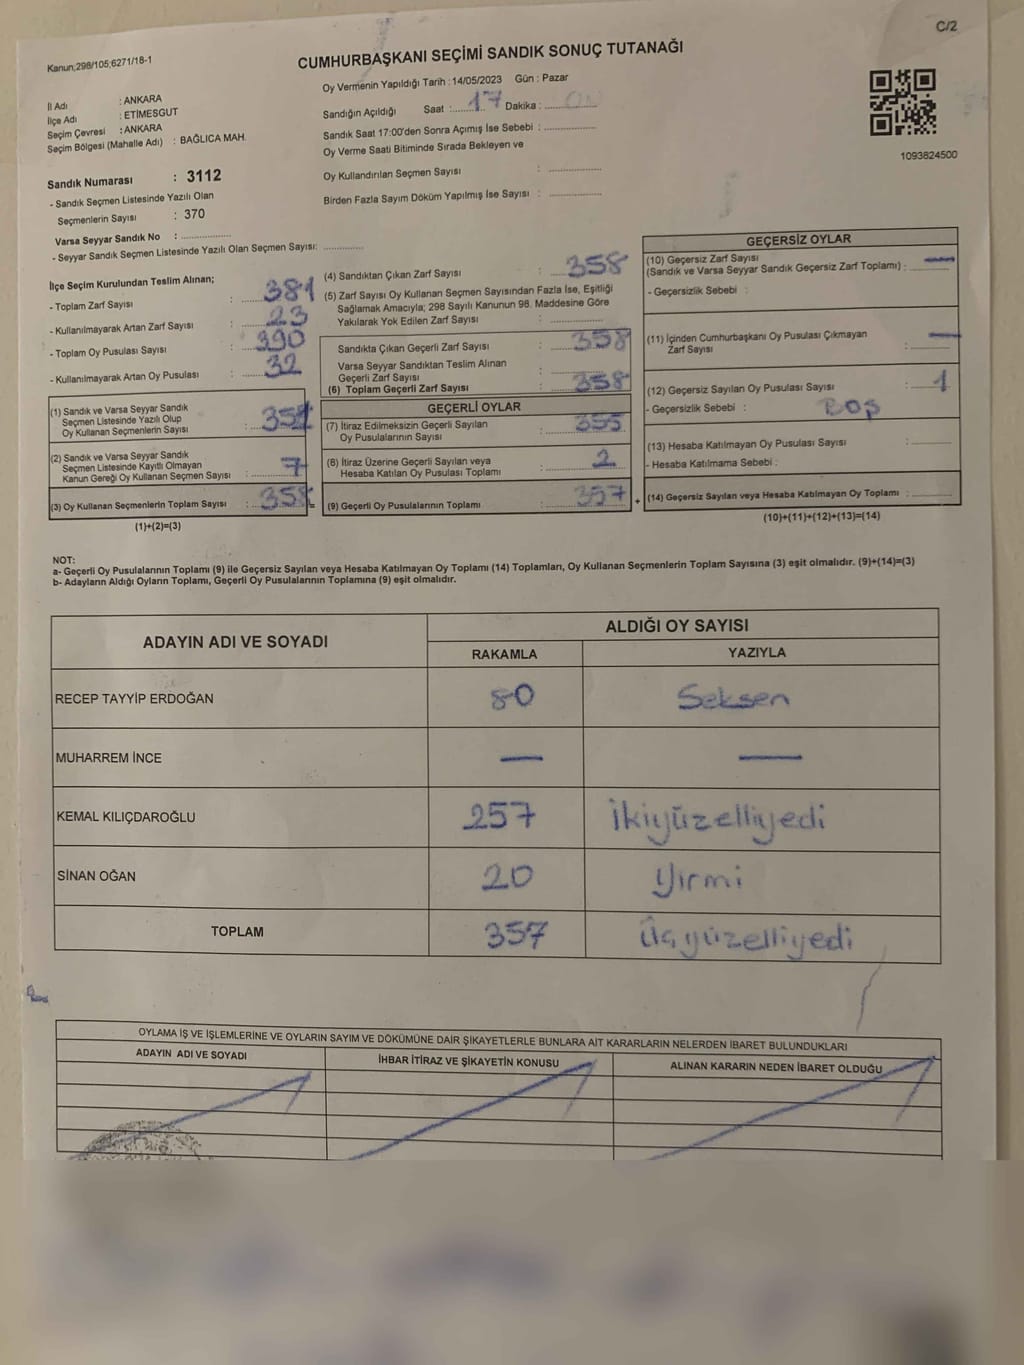 C/2
Kanun;298/105;6271/18-1
CUMHURBAŞKANI SEÇİMİ SANDIK SONUÇ TUTANAĞI
Oy Vermenin Yapıldığı Tarih : 14/05/2023 Gün : Pazar
İl Adı : ANKARA
İlçe Adı : ETİMESGUT
Seçim Çevresi : ANKARA
Seçim Bölgesi (Mahalle Adı) : BAĞLICA MAH.
Sandık Numarası : 3112
- Sandık Seçmen Listesinde Yazılı Olan
Seçmenlerin Sayısı : 370
Varsa Seyyar Sandık No :
- Seyyar Sandık Seçmen Listesinde Yazılı Olan Seçmen Sayısı:
Sandığın Açıldığı Saat : 17 Dakika :
Sandık Saat 17:00'den Sonra Açımış İse Sebebi :
Oy Verme Saati Bitiminde Sırada Bekleyen ve
Oy Kullandırılan Seçmen Sayısı :
Birden Fazla Sayım Döküm Yapılmış İse Sayısı :
1093824500
İlçe Seçim Kurulundan Teslim Alınan;
- Toplam Zarf Sayısı : 381
- Kullanılmayarak Artan Zarf Sayısı : 23
- Toplam Oy Pusulası Sayısı : 390
- Kullanılmayarak Artan Oy Pusulası : 32
(1) Sandık ve Varsa Seyyar Sandık
Seçmen Listesinde Yazılı Olup
Oy Kullanan Seçmenlerin Sayısı : 351
(2) Sandık ve Varsa Seyyar Sandık
Seçmen Listesinde Kayıtlı Olmayan
Kanun Gereği Oy Kullanan Seçmen Sayısı : 7
(3) Oy Kullanan Seçmenlerin Toplam Sayısı : 358
(1)+(2)=(3)
(4) Sandıktan Çıkan Zarf Sayısı : 358
(5) Zarf Sayısı Oy Kullanan Seçmen Sayısından Fazla İse, Eşitliği
Sağlamak Amacıyla; 298 Sayılı Kanunun 98. Maddesine Göre
Yakılarak Yok Edilen Zarf Sayısı :
Sandıkta Çıkan Geçerli Zarf Sayısı : 358
Varsa Seyyar Sandıktan Teslim Alınan
Geçerli Zarf Sayısı :
(6) Toplam Geçerli Zarf Sayısı : 358
GEÇERLİ OYLAR
(7) İtiraz Edilmeksizin Geçerli Sayılan
Oy Pusulalarının Sayısı : 355
(8) İtiraz Üzerine Geçerli Sayılan veya
Hesaba Katılan Oy Pusulası Toplamı : 2
(9) Geçerli Oy Pusulalarının Toplamı : 357 +
GEÇERSİZ OYLAR
(10) Geçersiz Zarf Sayısı
(Sandık ve Varsa Seyyar Sandık Geçersiz Zarf Toplamı) : —
- Geçersizlik Sebebi :
(11) İçinden Cumhurbaşkanı Oy Pusulası Çıkmayan
Zarf Sayısı : —
(12) Geçersiz Sayılan Oy Pusulası Sayısı : 1
- Geçersizlik Sebebi : BOŞ
(13) Hesaba Katılmayan Oy Pusulası Sayısı :
- Hesaba Katılmama Sebebi :
(14) Geçersiz Sayılan veya Hesaba Katılmayan Oy Toplamı :
(10)+(11)+(12)+(13)=(14)
NOT:
a- Geçerli Oy Pusulalarının Toplamı (9) ile Geçersiz Sayılan veya Hesaba Katılmayan Oy Toplamı (14) Toplamları, Oy Kullanan Seçmenlerin Toplam Sayısına (3) eşit olmalıdır. (9)+(14)=(3)
b- Adayların Aldığı Oyların Toplamı, Geçerli Oy Pusulalarının Toplamına (9) eşit olmalıdır.
ADAYIN ADI VE SOYADI
ALDIĞI OY SAYISI
RAKAMLA YAZIYLA
RECEP TAYYİP ERDOĞAN 80 Seksen
MUHARREM İNCE — —
KEMAL KILIÇDAROĞLU 257 İkiyüzelliyedi
SİNAN OĞAN 20 Yirmi
TOPLAM 357 Üçyüzelliyedi
OYLAMA İŞ VE İŞLEMLERİNE VE OYLARIN SAYIM VE DÖKÜMÜNE DAİR ŞİKAYETLERLE BUNLARA AİT KARARLARIN NELERDEN İBARET BULUNDUKLARI
ADAYIN ADI VE SOYADI İHBAR İTİRAZ VE ŞİKAYETİN KONUSU ALINAN KARARIN NEDEN İBARET OLDUĞU